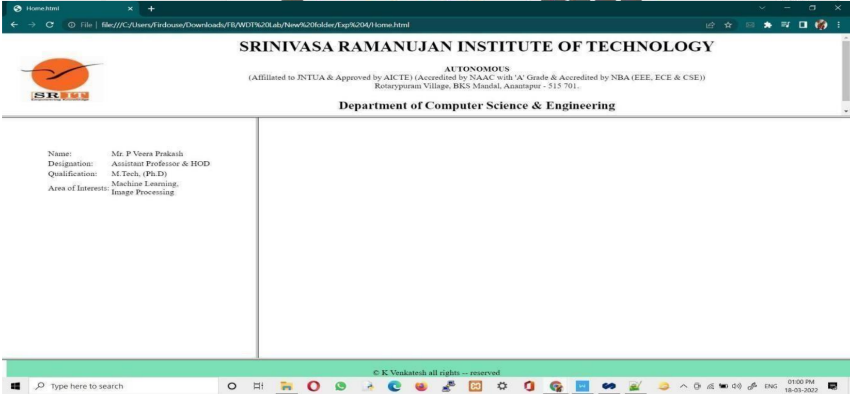 Home.html
File | file:///C:/Users/Firdouse/Downloads/FB/WDT%20Lab/New%20folder/Exp%204/Home.html
SRINIVASA RAMANUJAN INSTITUTE OF TECHNOLOGY
AUTONOMOUS
(Affiliated to JNTUA & Approved by AICTE) (Accredited by NAAC with 'A' Grade & Accredited by NBA (EEE, ECE & CSE))
Rotarypuram Village, BKS Mandal, Anantapur - 515 701.
Department of Computer Science & Engineering
SRIT
Name: Mr. P Veera Prakash
Designation: Assistant Professor & HOD
Qualification: M.Tech, (Ph.D)
Area of Interests: Machine Learning,
Image Processing
© K Venkatesh all rights -- reserved
Type here to search
ENG
01:00 PM
18-03-2022